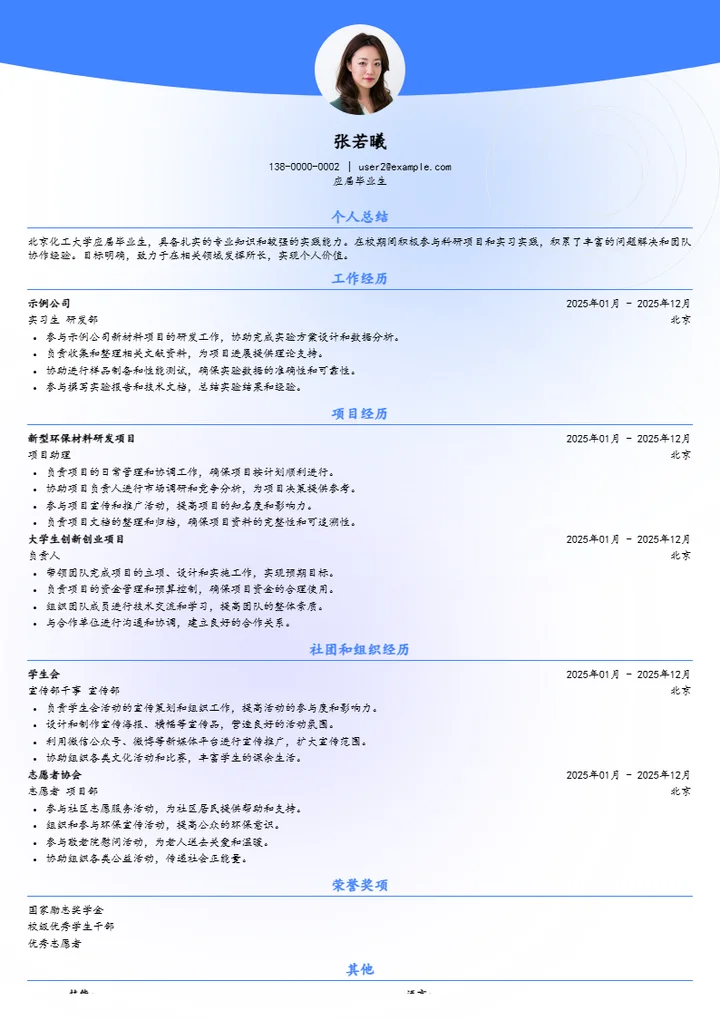 张若曦
138-0000-0002 | user2@example.com
应届毕业生
个人总结
北京化工大学应届毕业生，具备扎实的专业知识和较强的实践能力。在校期间积极参与科研项目和实习实践，积累了丰富的问题解决和团队
协作经验。目标明确，致力于在相关领域发挥所长，实现个人价值。
工作经历
示例公司 2025年01月 - 2025年12月
实习生 研发部 北京
• 参与示例公司新材料项目的研发工作，协助完成实验方案设计和数据分析。
• 负责收集和整理相关文献资料，为项目进展提供理论支持。
• 协助进行样品制备和性能测试，确保实验数据的准确性和可靠性。
• 参与撰写实验报告和技术文档，总结实验结果和经验。
项目经历
新型环保材料研发项目 2025年01月 - 2025年12月
项目助理 北京
• 负责项目的日常管理和协调工作，确保项目按计划顺利进行。
• 协助项目负责人进行市场调研和竞争分析，为项目决策提供参考。
• 参与项目宣传和推广活动，提高项目的知名度和影响力。
• 负责项目文档的整理和归档，确保项目资料的完整性和可追溯性。
大学生创新创业项目 2025年01月 - 2025年12月
负责人 北京
• 带领团队完成项目的立项、设计和实施工作，实现预期目标。
• 负责项目的资金管理和预算控制，确保项目资金的合理使用。
• 组织团队成员进行技术交流和学习，提高团队的整体素质。
• 与合作单位进行沟通和协调，建立良好的合作关系。
社团和组织经历
学生会 2025年01月 - 2025年12月
宣传部干事 宣传部 北京
• 负责学生会活动的宣传策划和组织工作，提高活动的参与度和影响力。
• 设计和制作宣传海报、横幅等宣传品，营造良好的活动氛围。
• 利用微信公众号、微博等新媒体平台进行宣传推广，扩大宣传范围。
• 协助组织各类文化活动和比赛，丰富学生的课余生活。
志愿者协会 2025年01月 - 2025年12月
志愿者 项目部 北京
• 参与社区志愿服务活动，为社区居民提供帮助和支持。
• 组织和参与环保宣传活动，提高公众的环保意识。
• 参与敬老院慰问活动，为老人送去关爱和温暖。
• 协助组织各类公益活动，传递社会正能量。
荣誉奖项
国家励志奖学金
校级优秀学生干部
优秀志愿者
其他